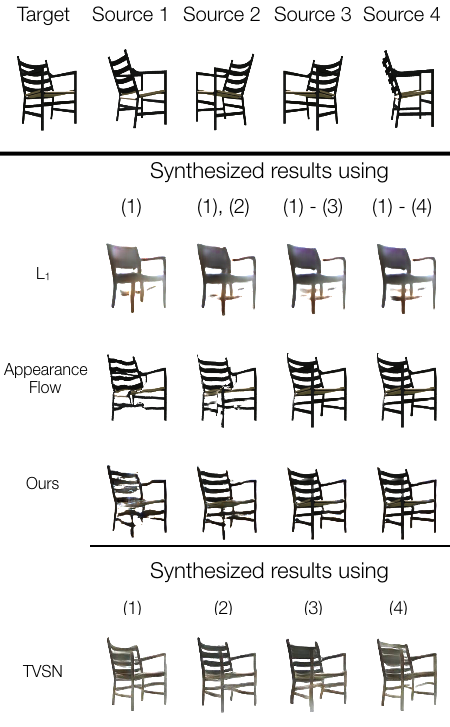 Target Source 1 Source 2 Source 3 Source 4
Synthesized results using
(1) (1), (2) (1) - (3) (1) - (4)
L₁
Appearance
Flow
Ours
Synthesized results using
(1) (2) (3) (4)
TVSN